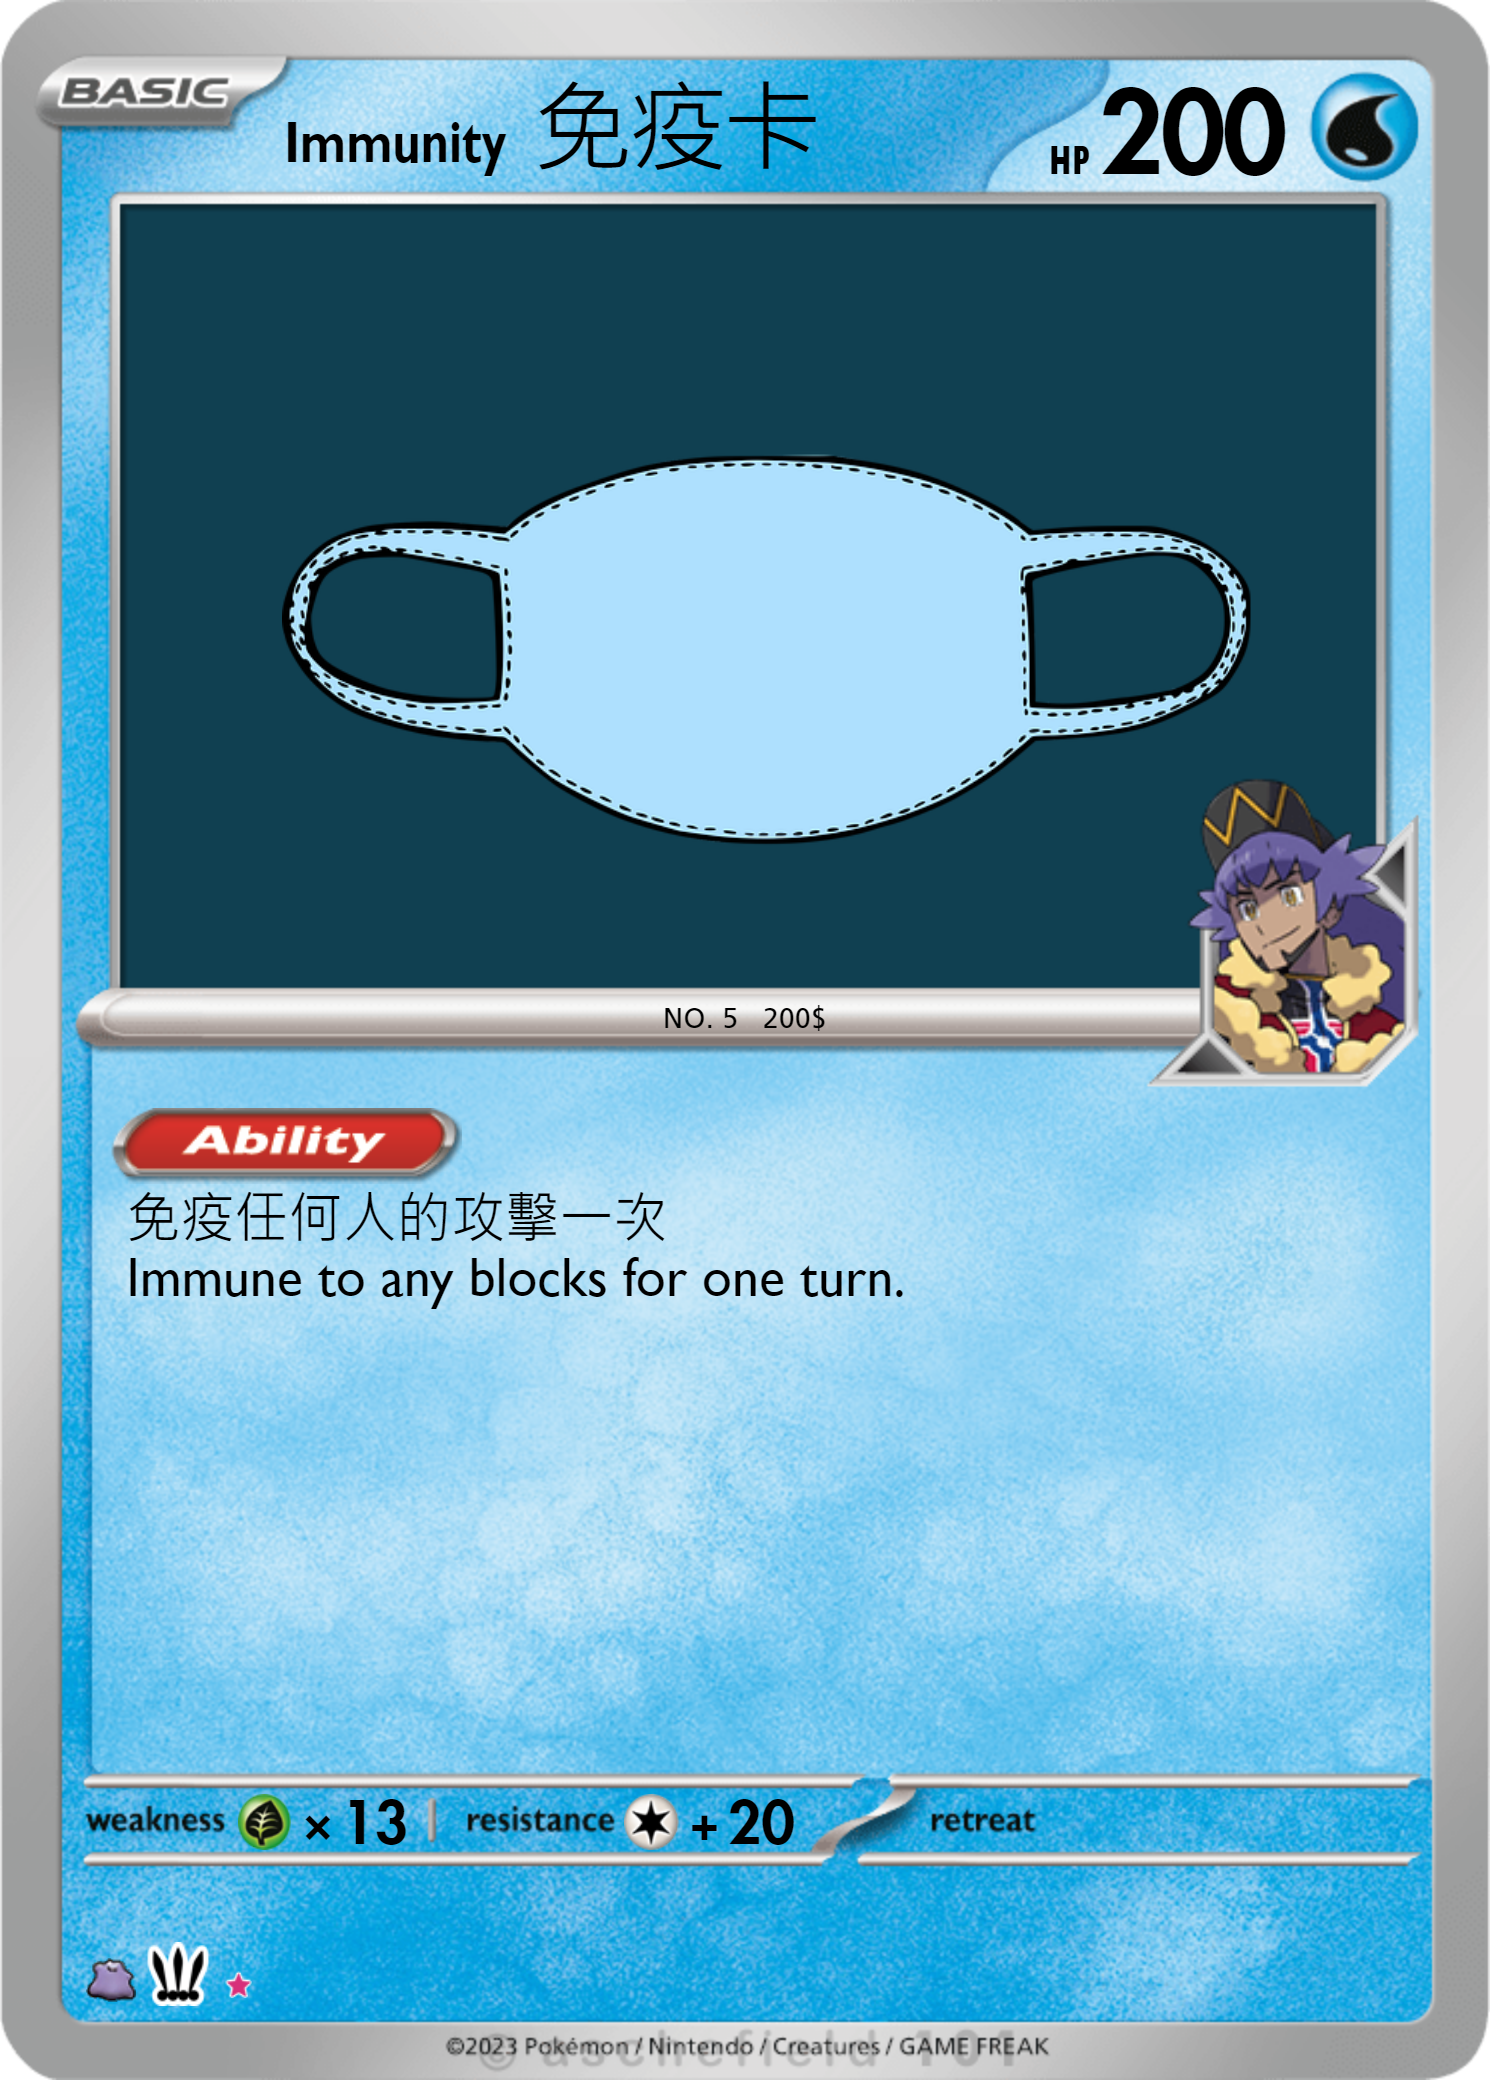 BASIC
Immunity 免疫卡
HP 200
NO. 5 200$
Ability
免疫任何人的攻擊一次
Immune to any blocks for one turn.
weakness × 13 resistance + 20 retreat
©2023 Pokémon / Nintendo / Creatures / GAME FREAK
© aschefield 101